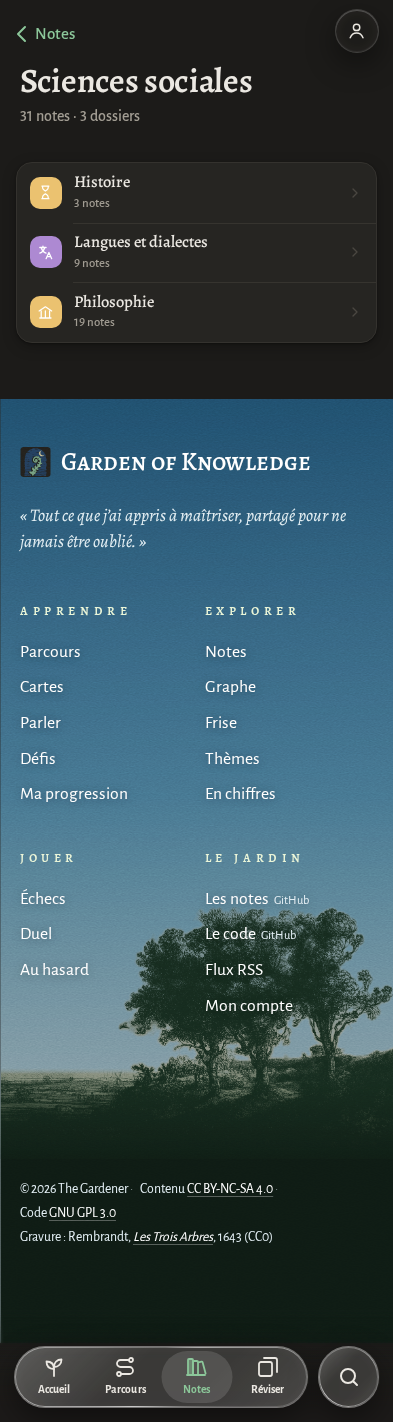 Notes
Sciences sociales
31 notes · 3 dossiers
Histoire
3 notes
Langues et dialectes
9 notes
Philosophie
19 notes
Garden of Knowledge
« Tout ce que j’ai appris à maîtriser, partagé pour ne
jamais être oublié. »
APPRENDRE
Parcours
Cartes
Parler
Défis
Ma progression
EXPLORER
Notes
Graphe
Frise
Thèmes
En chiffres
JOUER
Échecs
Duel
Au hasard
LE JARDIN
Les notes GitHub
Le code GitHub
Flux RSS
Mon compte
© 2026 The Gardener · Contenu CC BY-NC-SA 4.0 ·
Code GNU GPL 3.0
Gravure : Rembrandt, Les Trois Arbres, 1643 (CC0)
Accueil
Parcours
Notes
Réviser